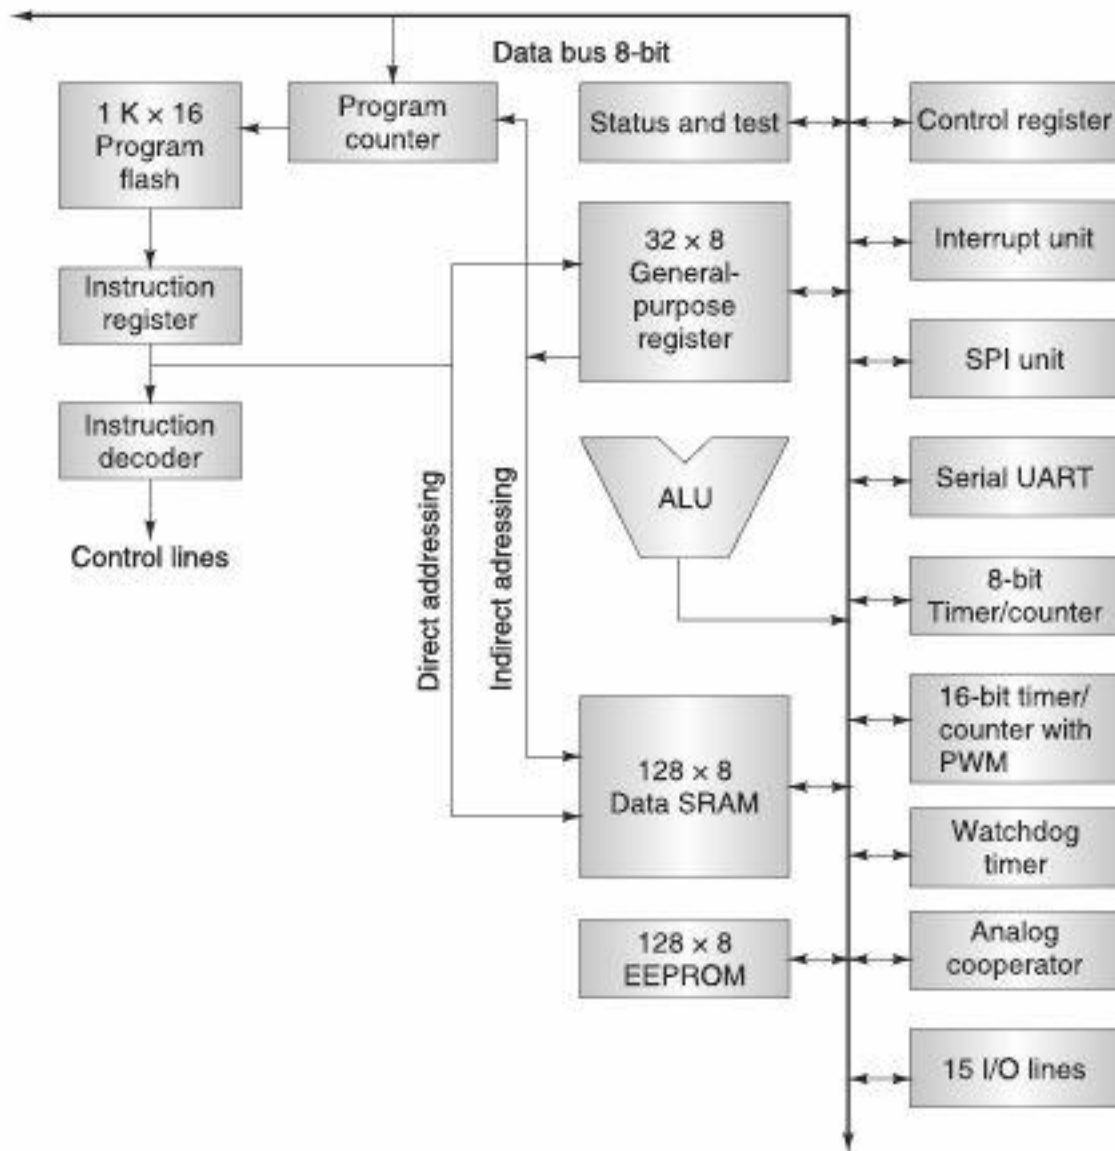 Data bus 8-bit
1 K × 16
Program
flash
Program
counter
Status and test
Control register
32 × 8
General-
purpose
register
Interrupt unit
Instruction
register
SPI unit
Instruction
decoder
Control lines
Direct addressing
Indirect adressing
ALU
Serial UART
8-bit
Timer/counter
16-bit timer/
counter with
PWM
128 × 8
Data SRAM
Watchdog
timer
128 × 8
EEPROM
Analog
cooperator
15 I/O lines